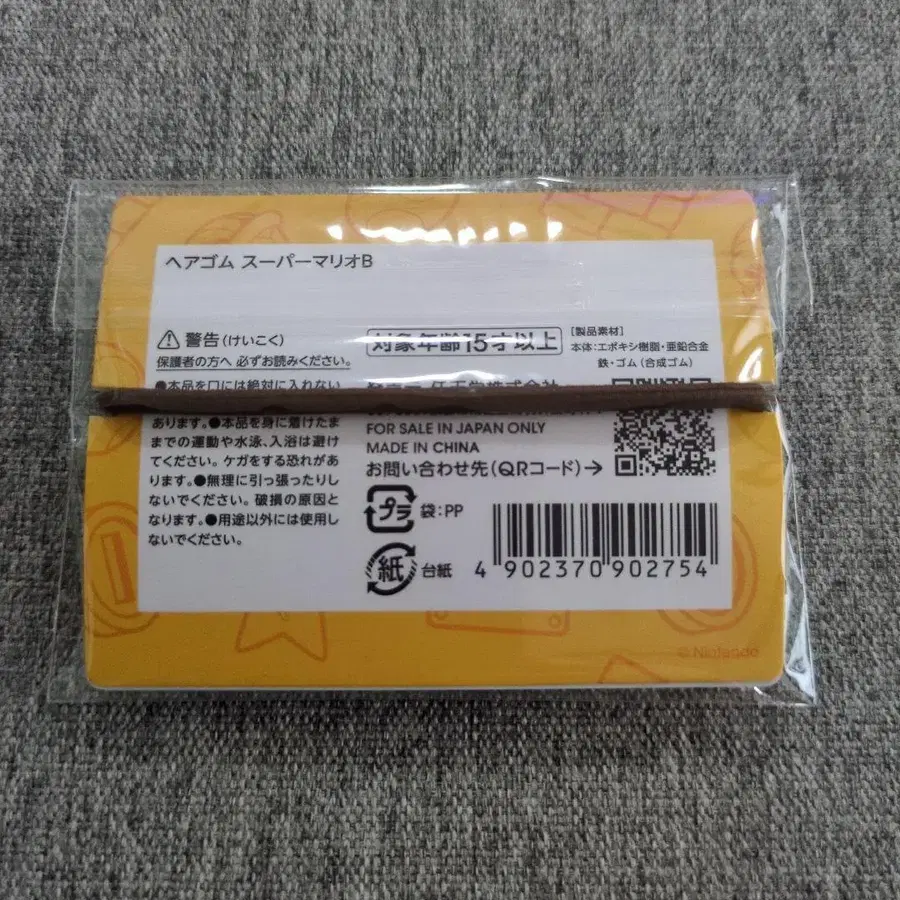 ヘアゴム スーパーマリオB
警告(けいこく)
保護者の方へ 必ずお読みください。
●本品を口には絶対に入れない
あります。●本品を身に着けたま
までの運動や水泳、入浴は避け
てください。ケガをする恐れがあ
ります。●無理に引っ張ったりし
ないでください。破損の原因と
なります。●用途以外には使用し
ないでください。
対象年齢15才以上
[製品素材]
本体:エポキシ樹脂・亜鉛合金
鉄・ゴム(合成ゴム)
FOR SALE IN JAPAN ONLY
MADE IN CHINA
お問い合わせ先(QRコード)→
プラ 袋:PP
紙 台紙
4 902370 902754
© Nintendo